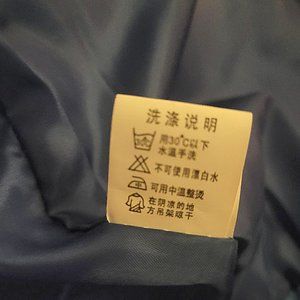 洗涤说明
用30℃以下
水温手洗
不可使用漂白水
可用中温整烫
在阴凉的地
方吊架晾干